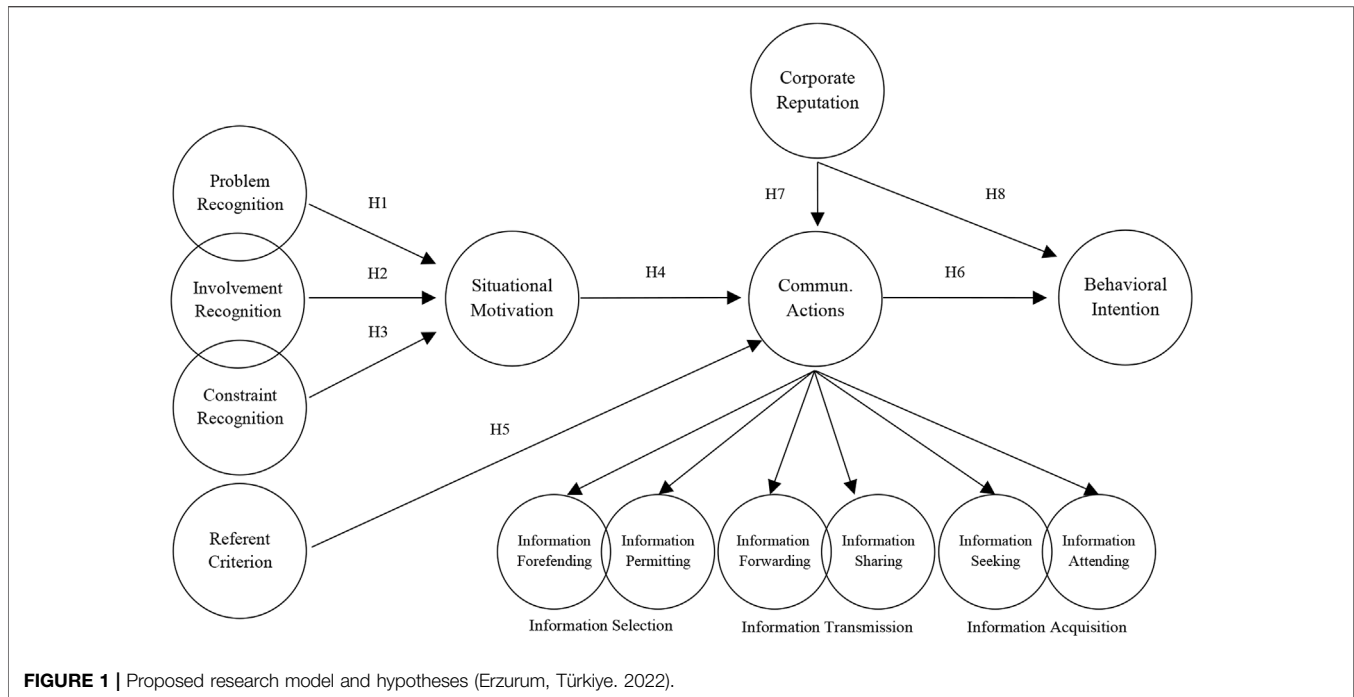 Corporate
Reputation
Problem
Recognition
H1
H7
H8
Involvement
Recognition
H2
Situational
Motivation
H4
Commun.
Actions
H6
Behavioral
Intention
H3
Constraint
Recognition
H5
Referent
Criterion
Information
Forefending
Information
Permitting
Information
Forwarding
Information
Sharing
Information
Seeking
Information
Attending
Information Selection
Information Transmission
Information Acquisition
FIGURE 1 | Proposed research model and hypotheses (Erzurum, Türkiye. 2022).